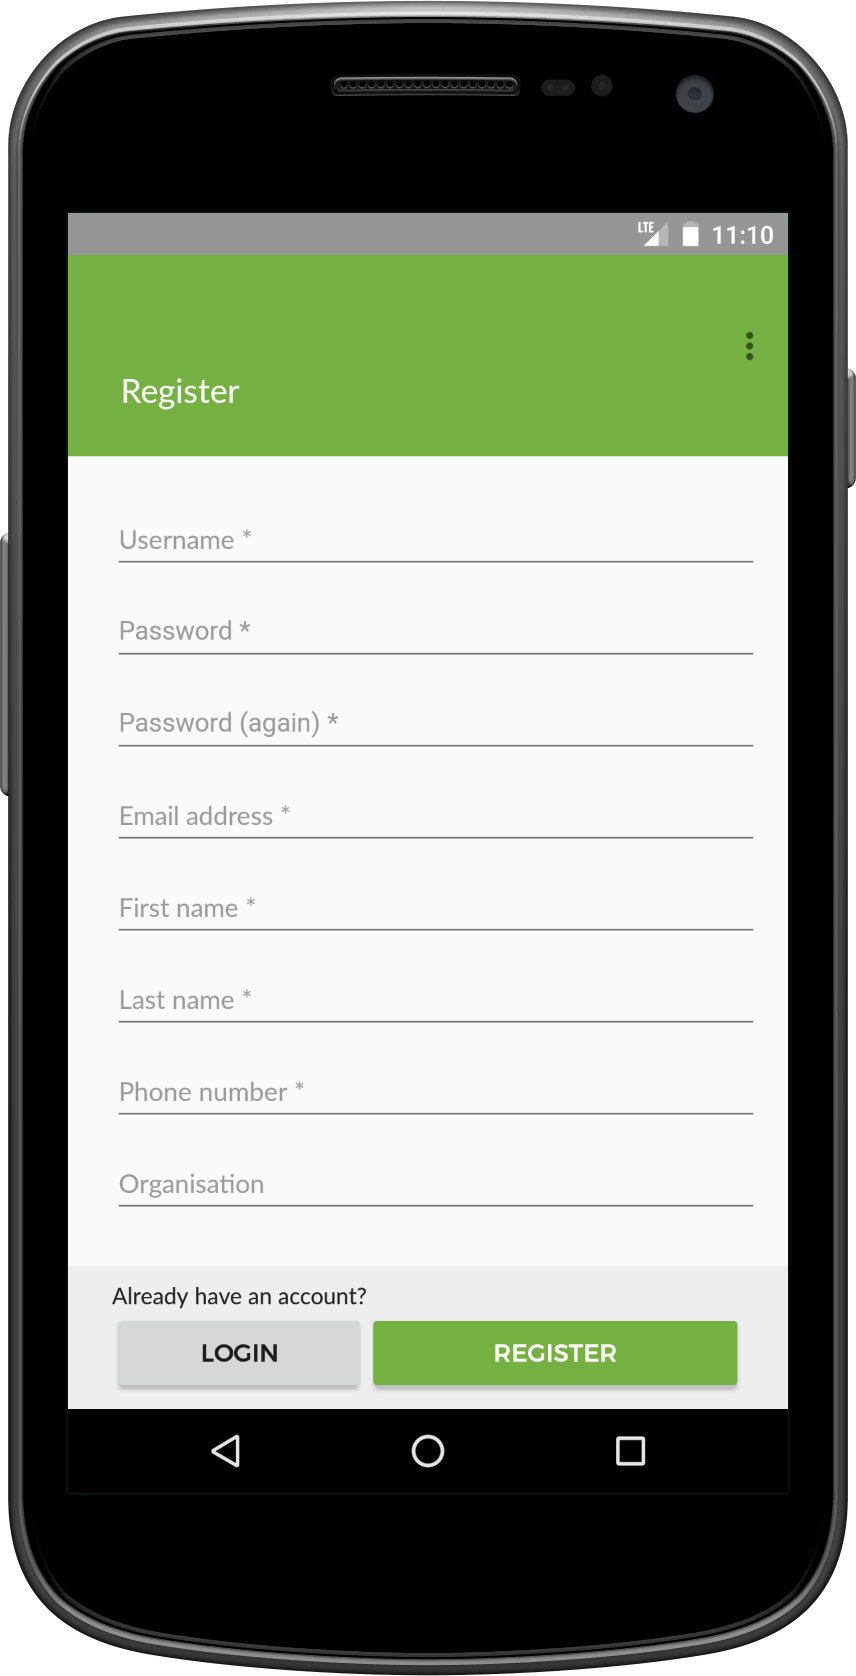 LTE 11:10
Register
Username *
Password *
Password (again) *
Email address *
First name *
Last name *
Phone number *
Organisation
Already have an account?
LOGIN REGISTER